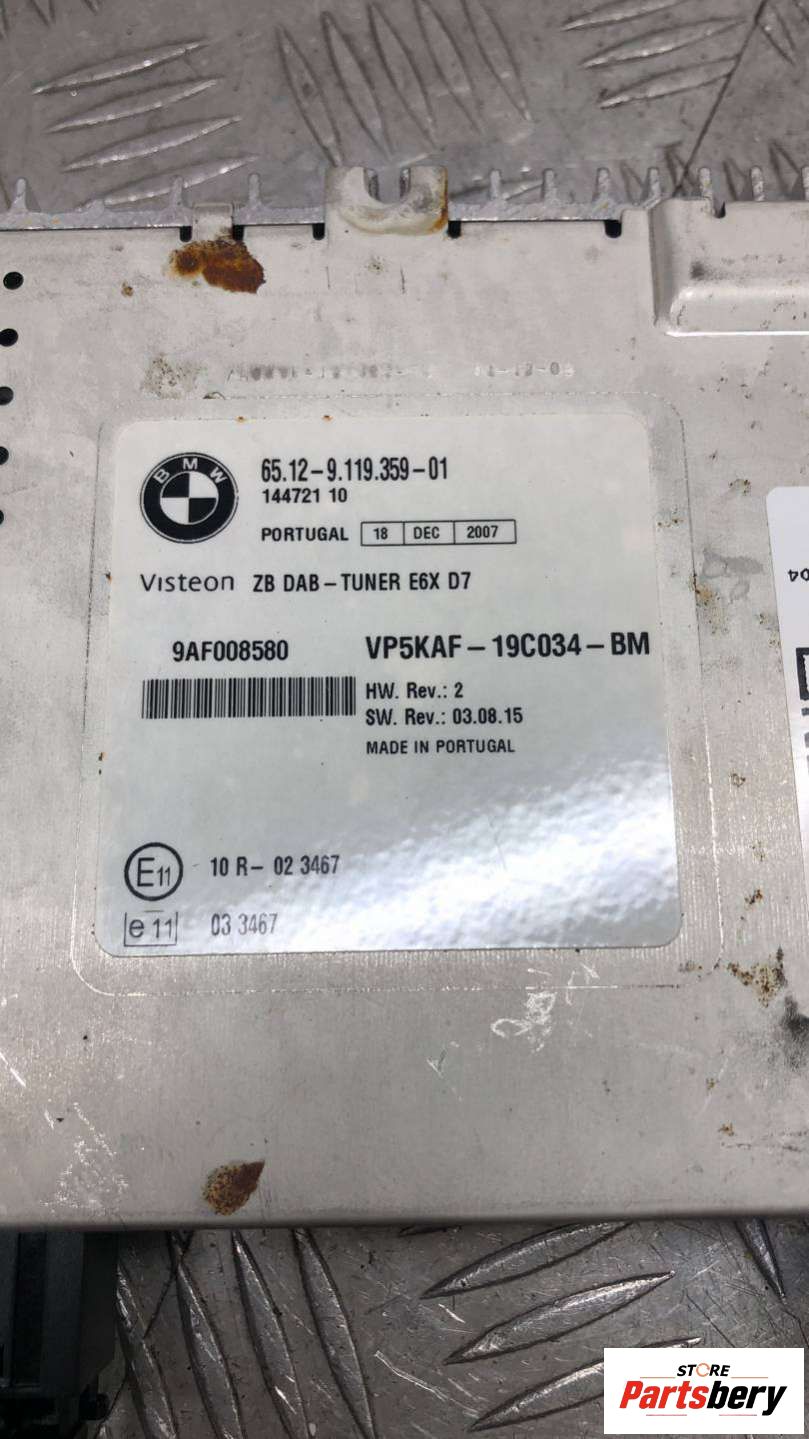 BMW
65.12-9.119.359-01
144721 10
PORTUGAL 18 DEC 2007
Visteon ZB DAB-TUNER E6X D7
9AF008580 VP5KAF-19C034-BM
HW. Rev.: 2
SW. Rev.: 03.08.15
MADE IN PORTUGAL
E11 10 R- 02 3467
e 11 03 3467
STORE
Partsbery